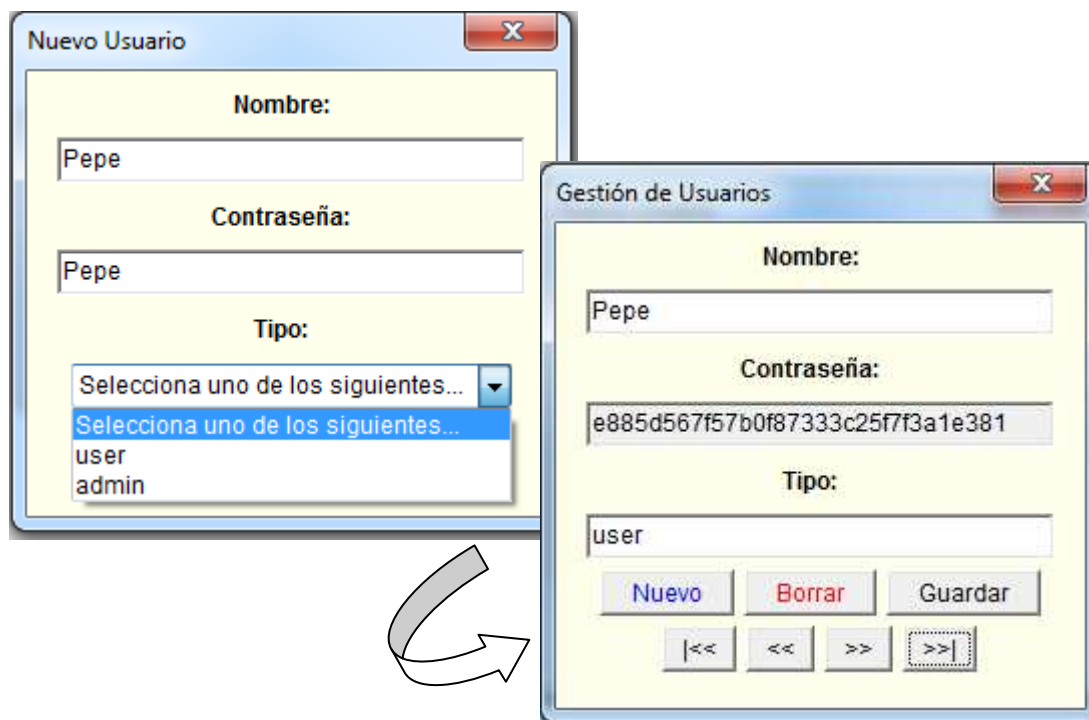 Nuevo Usuario
Nombre:
Pepe
Contraseña:
Pepe
Tipo:
Selecciona uno de los siguientes...
Selecciona uno de los siguientes...
user
admin
Gestión de Usuarios
Nombre:
Pepe
Contraseña:
e885d567f57b0f87333c25f7f3a1e381
Tipo:
user
Nuevo Borrar Guardar
|<< << >> >>|